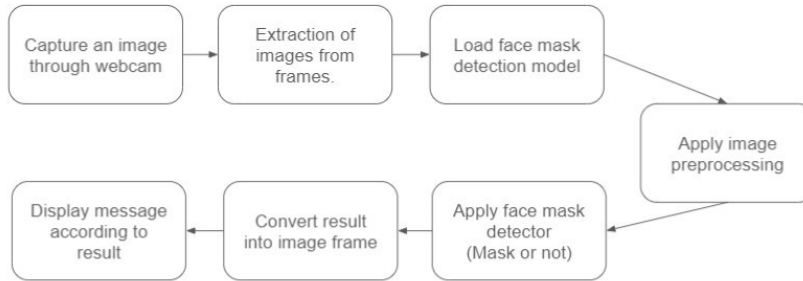 Capture an image
through webcam
Extraction of
images from
frames.
Load face mask
detection model
Apply image
preprocessing
Apply face mask
detector
(Mask or not)
Convert result
into image frame
Display message
according to
result